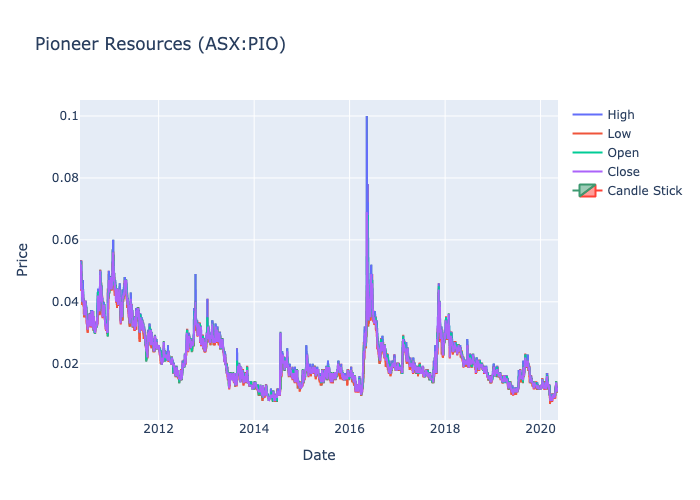 Pioneer Resources (ASX:PIO)
0.1
0.08
0.06
0.04
0.02
Price
2012
2014
2016
2018
2020
Date
High
Low
Open
Close
Candle Stick